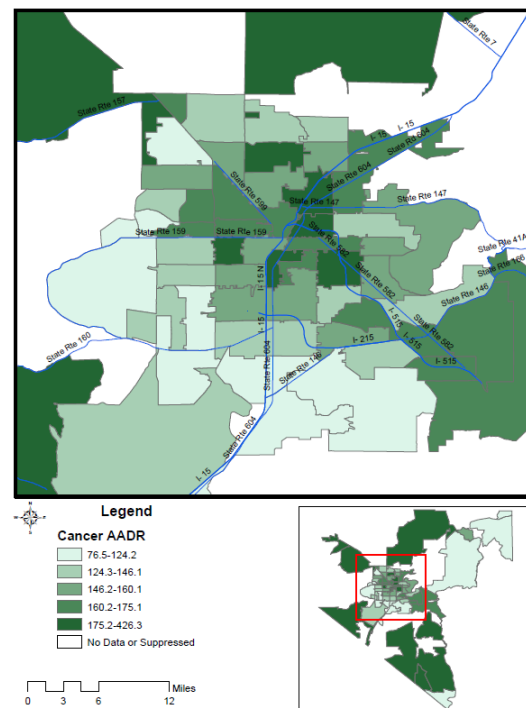 State Rte 7
State Rte 157
I- 15
State Rd 604
State Rte 604
State Rte 599
State Rte 147
State Rte 147
State Rte 159
State Rte 159
State Rte 582
State Rte 41A
State Rte 166
I- 15 N
State Rte 582
State Rte 146
I- 15
I- 515
State Rte 582
State Rte 160
I- 215
I- 515
I- 515
State Rte 604
State Rte 146
State Rte 604
I- 15
Legend
Cancer AADR
76.5-124.2
124.3-146.1
146.2-160.1
160.2-175.1
175.2-426.3
No Data or Suppressed
Miles
0 1.5 3 6 9 12